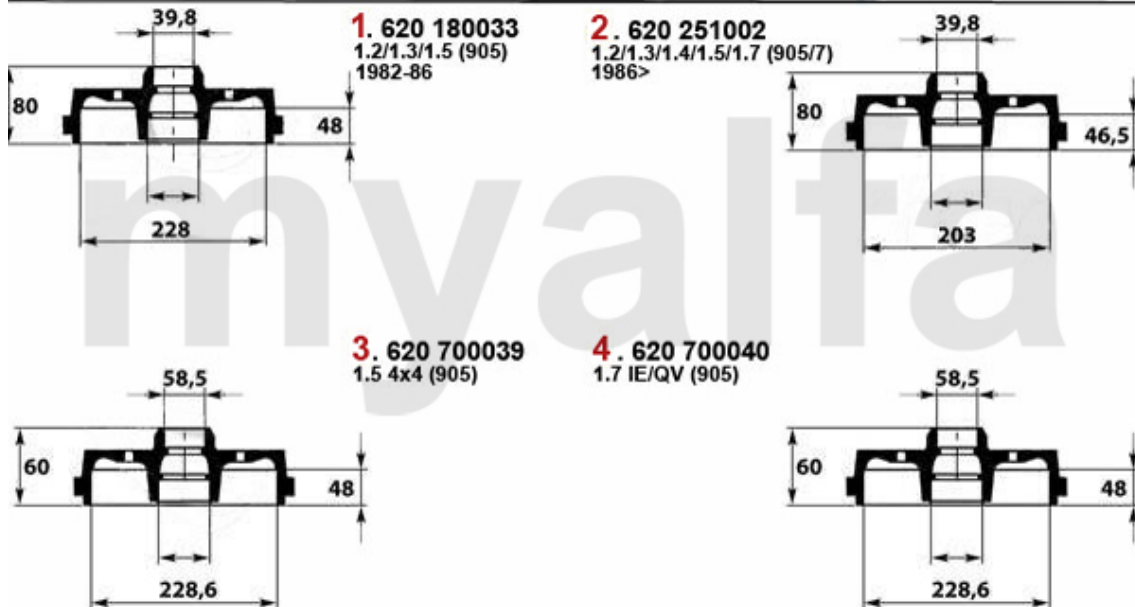 39,8
1. 620 180033
1.2/1.3/1.5 (905)
1982-86
80
48
228
2. 620 251002
1.2/1.3/1.4/1.5/1.7 (905/7)
1986>
39,8
80
46,5
203
myalfa
3. 620 700039
1.5 4x4 (905)
58,5
60
48
228,6
4. 620 700040
1.7 IE/QV (905)
58,5
60
48
228,6